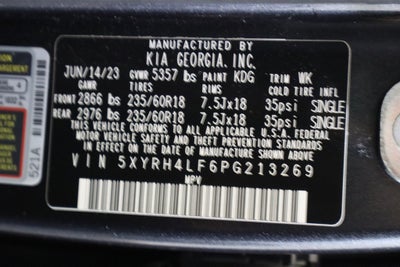 MANUFACTURED BY
KIA GEORGIA, INC.
JUN/14/23 GVWR 5357 lbs PAINT KDG TRIM WK
GAWR TIRES RIMS COLD TIRE INFL
FRONT 2866 lbs 235/60R18 7.5Jx18 35psi SINGLE
REAR 2976 lbs 235/60R18 7.5Jx18 35psi SINGLE
THIS VEHICLE CONFORMS TO ALL APPLICABLE U.S.A. FEDERAL
MOTOR VEHICLE SAFETY STANDARDS
IN EFFECT ON THE DATE OF MANUFACTURE SHOWN ABOVE.
VIN 5XYRH4LF6PG213269
MPV
521A